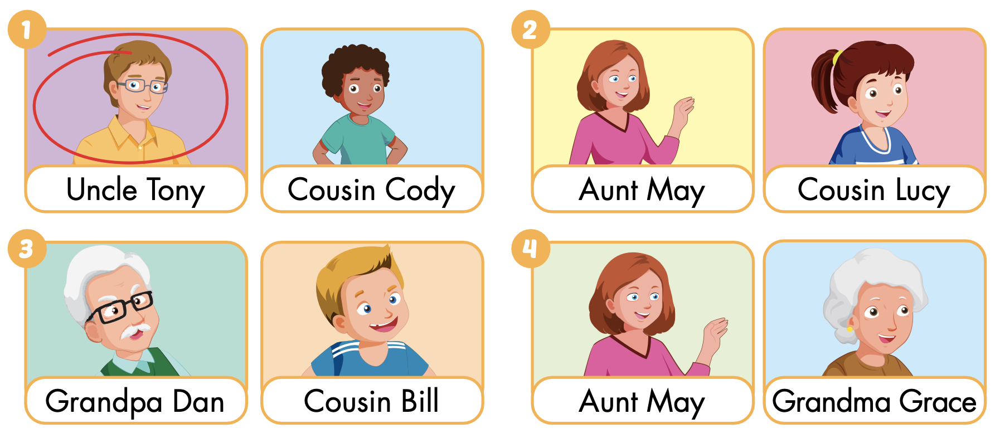 1
Uncle Tony
Cousin Cody
2
Aunt May
Cousin Lucy
3
Grandpa Dan
Cousin Bill
4
Aunt May
Grandma Grace